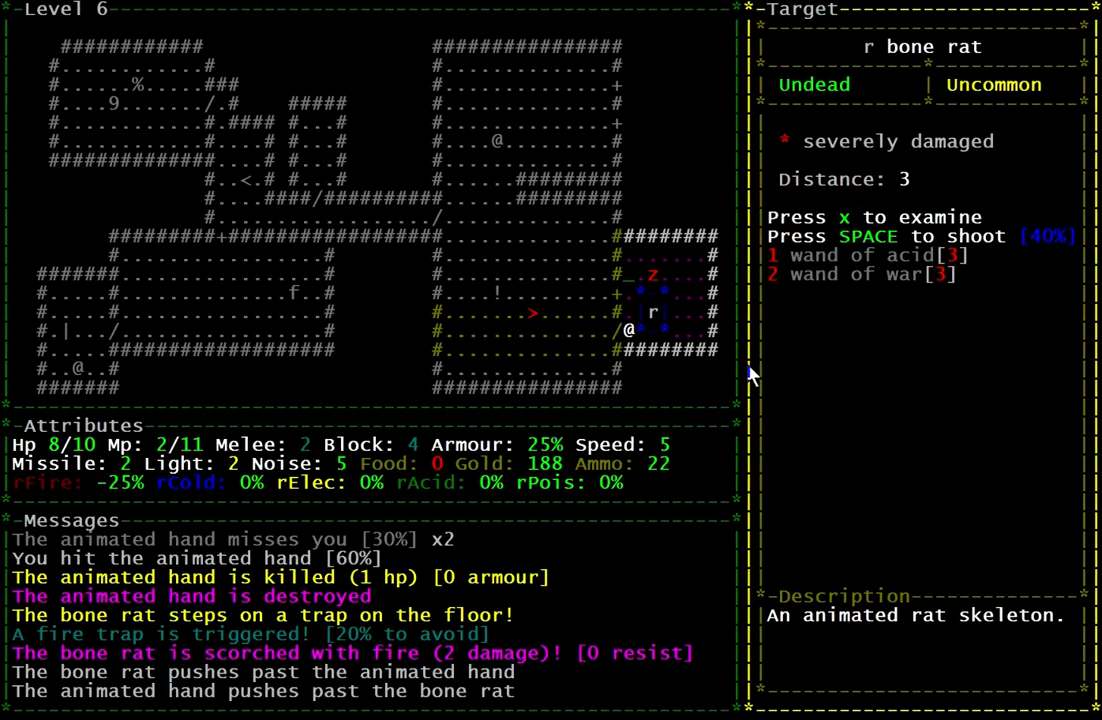 Level 6
Target
r bone rat
Undead | Uncommon
* severely damaged
Distance: 3
Press x to examine
Press SPACE to shoot [40%]
1 wand of acid[3]
2 wand of war[3]
Description
An animated rat skeleton.
Attributes
Hp 8/10 Mp: 2/11 Melee: 2 Block: 4 Armour: 25% Speed: 5
Missile: 2 Light: 2 Noise: 5 Food: 0 Gold: 188 Ammo: 22
rFire: -25% rCold: 0% rElec: 0% rAcid: 0% rPois: 0%
Messages
The animated hand misses you [30%] x2
You hit the animated hand [60%]
The animated hand is killed (1 hp) [0 armour]
The animated hand is destroyed
The bone rat steps on a trap on the floor!
A fire trap is triggered! [20% to avoid]
The bone rat is scorched with fire (2 damage)! [0 resist]
The bone rat pushes past the animated hand
The animated hand pushes past the bone rat